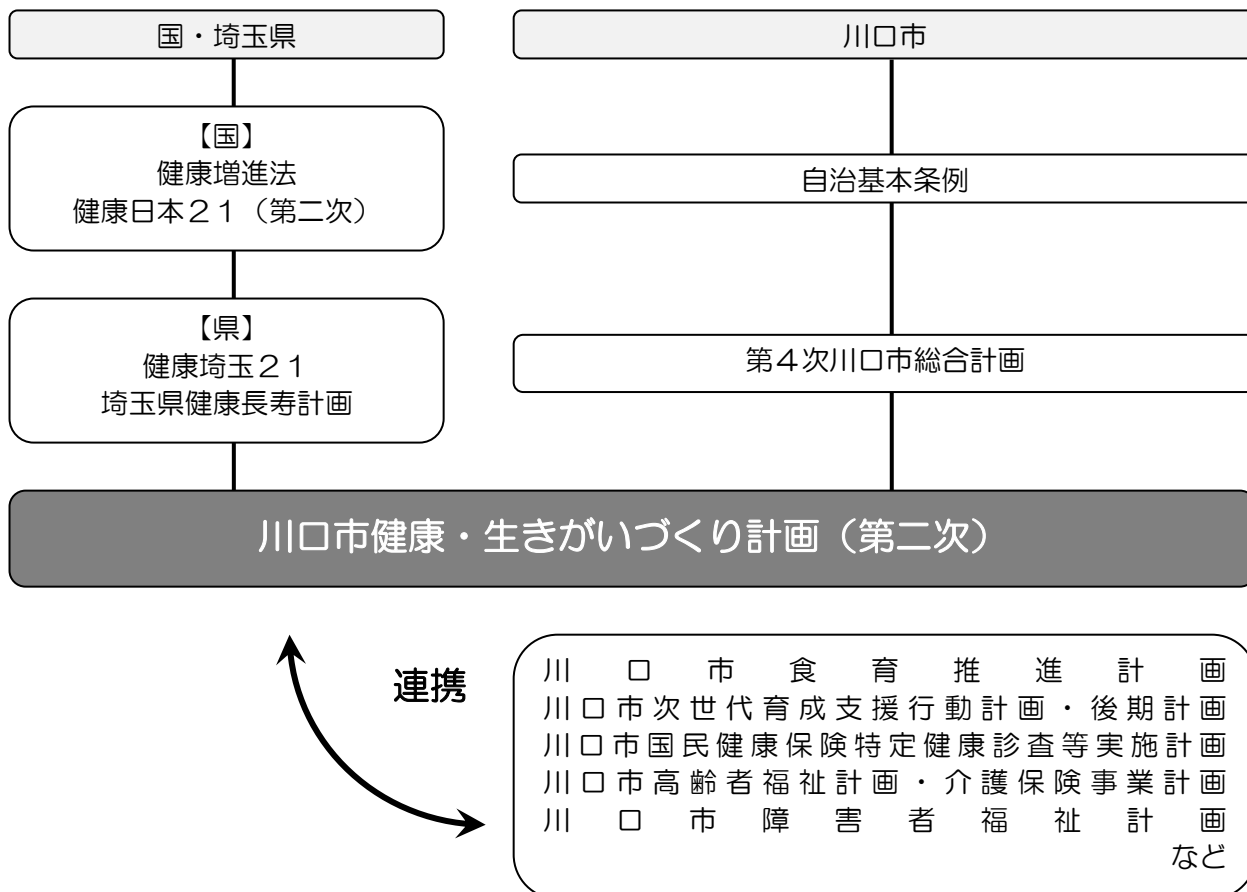 国・埼玉県
川口市
【国】
健康増進法
健康日本２１（第二次）
自治基本条例
【県】
健康埼玉２１
埼玉県健康長寿計画
第４次川口市総合計画
川口市健康・生きがいづくり計画（第二次）
連携
川口市食育推進計画
川口市次世代育成支援行動計画・後期計画
川口市国民健康保険特定健康診査等実施計画
川口市高齢者福祉計画・介護保険事業計画
川口市障害者福祉計画
など